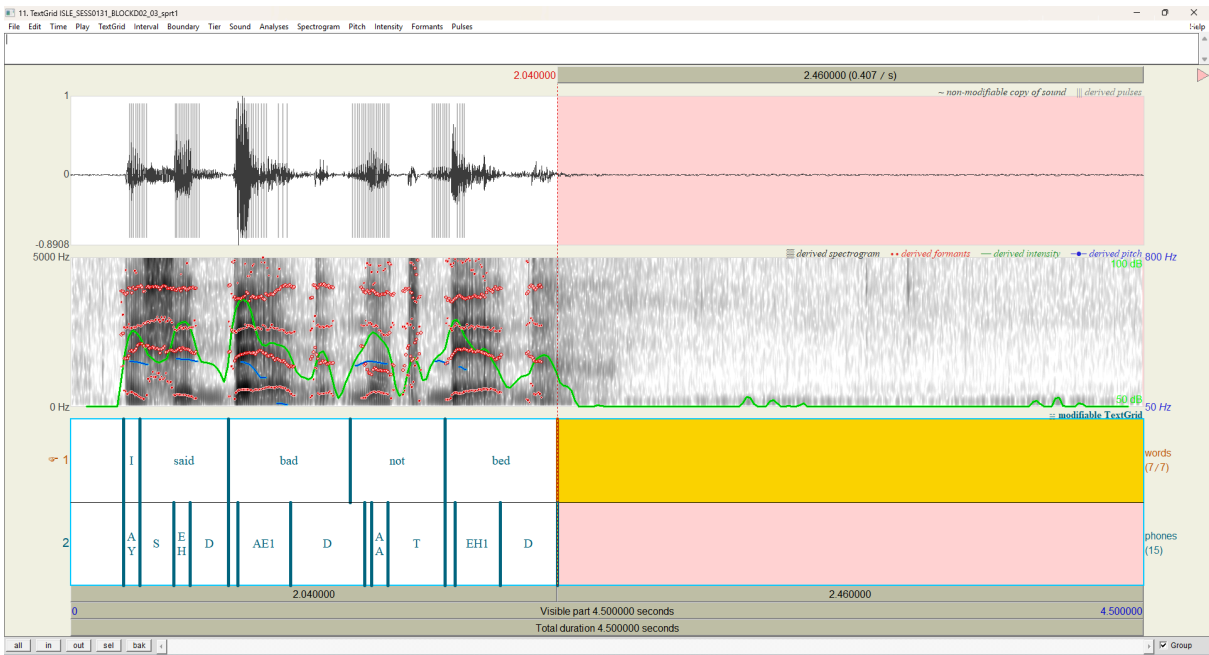 11. TextGrid ISLE_SESS0131_BLOCKD02_03_sprt1
File Edit Time Play TextGrid Interval Boundary Tier Sound Analyses Spectrogram Pitch Intensity Formants Pulses Help
2.040000 2.460000 (0.407 / s)
~ non-modifiable copy of sound derived pulses
1
0
-0.8908
5000 Hz derived spectrogram derived formants derived intensity derived pitch 800 Hz
100 dB
50 dB
0 Hz 50 Hz
modifiable TextGrid
1 I said bad not bed words
(7/7)
2 AY S EH D AE1 D AA T EH1 D phones
(15)
2.040000 2.460000
0 Visible part 4.500000 seconds 4.500000
Total duration 4.500000 seconds
all in out sel bak Group